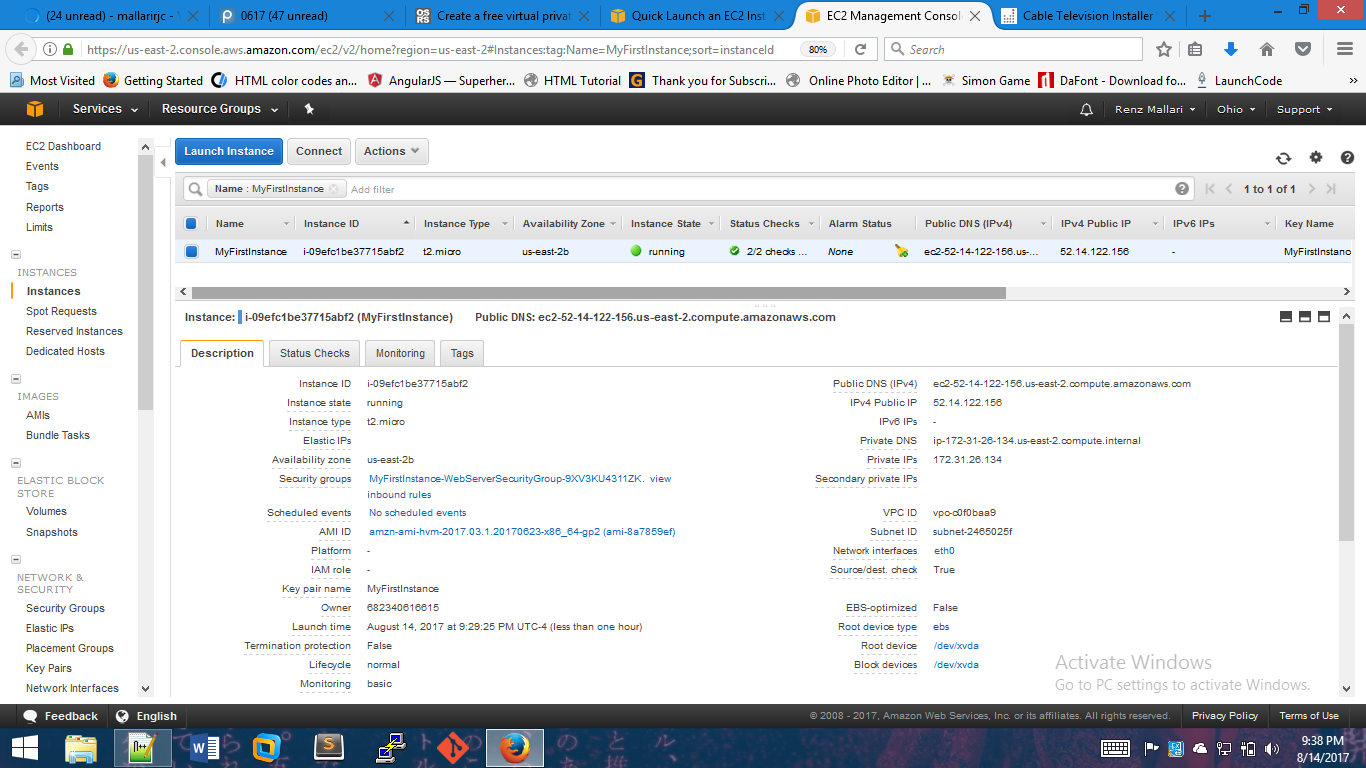 (24 unread) - mallarirjc -
0617 (47 unread)
Create a free virtual privat
Quick Launch an EC2 Inst
EC2 Management Consol
Cable Television Installer
https://us-east-2.console.aws.amazon.com/ec2/v2/home?region=us-east-2#Instances:tag:Name=MyFirstInstance;sort=instanceId
80%
Search
Most Visited
Getting Started
HTML color codes an...
AngularJS — Superher...
HTML Tutorial
Thank you for Subscri...
Online Photo Editor | ...
Simon Game
DaFont - Download fo...
LaunchCode
Services
Resource Groups
Renz Mallari
Ohio
Support
EC2 Dashboard
Events
Tags
Reports
Limits
INSTANCES
Instances
Spot Requests
Reserved Instances
Dedicated Hosts
IMAGES
AMIs
Bundle Tasks
ELASTIC BLOCK
STORE
Volumes
Snapshots
NETWORK &
SECURITY
Security Groups
Elastic IPs
Placement Groups
Key Pairs
Network Interfaces
Launch Instance
Connect
Actions
Name : MyFirstInstance
Add filter
1 to 1 of 1
Name Instance ID Instance Type Availability Zone Instance State Status Checks Alarm Status Public DNS (IPv4) IPv4 Public IP IPv6 IPs Key Name
MyFirstInstance i-09efc1be37715abf2 t2.micro us-east-2b running 2/2 checks ... None ec2-52-14-122-156.us-... 52.14.122.156 - MyFirstInstanc
Instance: i-09efc1be37715abf2 (MyFirstInstance) Public DNS: ec2-52-14-122-156.us-east-2.compute.amazonaws.com
Description
Status Checks
Monitoring
Tags
Instance ID i-09efc1be37715abf2
Instance state running
Instance type t2.micro
Elastic IPs
Availability zone us-east-2b
Security groups MyFirstInstance-WebServerSecurityGroup-9XV3KU4311ZK. view
inbound rules
Scheduled events No scheduled events
AMI ID amzn-ami-hvm-2017.03.1.20170623-x86_64-gp2 (ami-8a7859ef)
Platform -
IAM role -
Key pair name MyFirstInstance
Owner 682340616615
Launch time August 14, 2017 at 9:29:25 PM UTC-4 (less than one hour)
Termination protection False
Lifecycle normal
Monitoring basic
Public DNS (IPv4) ec2-52-14-122-156.us-east-2.compute.amazonaws.com
IPv4 Public IP 52.14.122.156
IPv6 IPs -
Private DNS ip-172-31-26-134.us-east-2.compute.internal
Private IPs 172.31.26.134
Secondary private IPs
VPC ID vpc-c0f0baa9
Subnet ID subnet-2465025f
Network interfaces eth0
Source/dest. check True
EBS-optimized False
Root device type ebs
Root device /dev/xvda
Block devices /dev/xvda
Activate Windows
Go to PC settings to activate Windows.
Feedback
English
© 2008 - 2017, Amazon Web Services, Inc. or its affiliates. All rights reserved.
Privacy Policy
Terms of Use
9:38 PM
8/14/2017